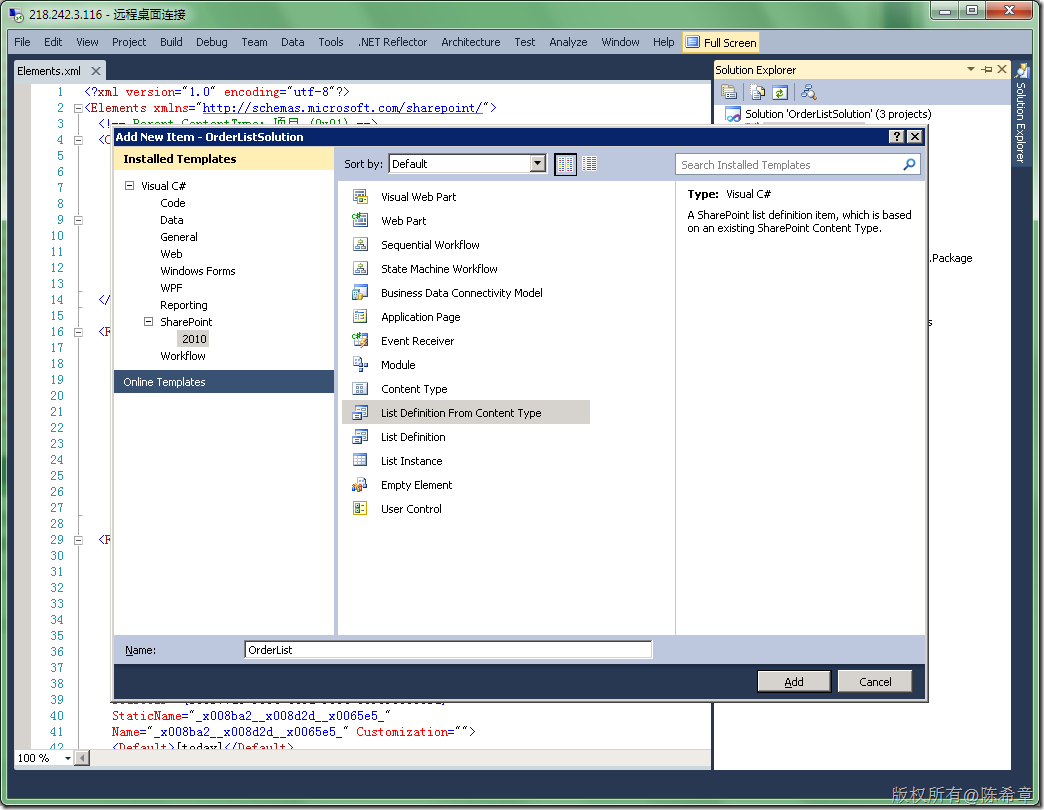 218.242.3.116 - 远程桌面连接
File Edit View Project Build Debug Team Data Tools .NET Reflector Architecture Test Analyze Window Help Full Screen
Elements.xml
Solution Explorer
1 <?xml version="1.0" encoding="utf-8"?>
2 <Elements xmlns="http://schemas.microsoft.com/sharepoint/">
3 <!-- Parent ContentType: 项目 (0x01) -->
Solution 'OrderListSolution' (3 projects)
Solution Explorer
4 <C
5
6
7
8
9
10
11
12
13
14 </
15
16 <F
17
18
19
20
21
22
23
24
25
26
27
28
29 <F
30
31
32
33
34
35
36
37
38
39
.Package
s
Add New Item - OrderListSolution
Installed Templates
Visual C#
Code
Data
General
Web
Windows Forms
WPF
Reporting
SharePoint
2010
Workflow
Online Templates
Sort by: Default
Search Installed Templates
Visual Web Part
Web Part
Sequential Workflow
State Machine Workflow
Business Data Connectivity Model
Application Page
Event Receiver
Module
Content Type
List Definition From Content Type
List Definition
List Instance
Empty Element
User Control
Type: Visual C#
A SharePoint list definition item, which is based
on an existing SharePoint Content Type.
Name: OrderList
Add Cancel
40 StaticName="_x008ba2__x008d2d__x0065e5_"
41 Name="_x008ba2__x008d2d__x0065e5_" Customization="">
42 <Default>[today]</Default>
100 %
版权所有@陈希章